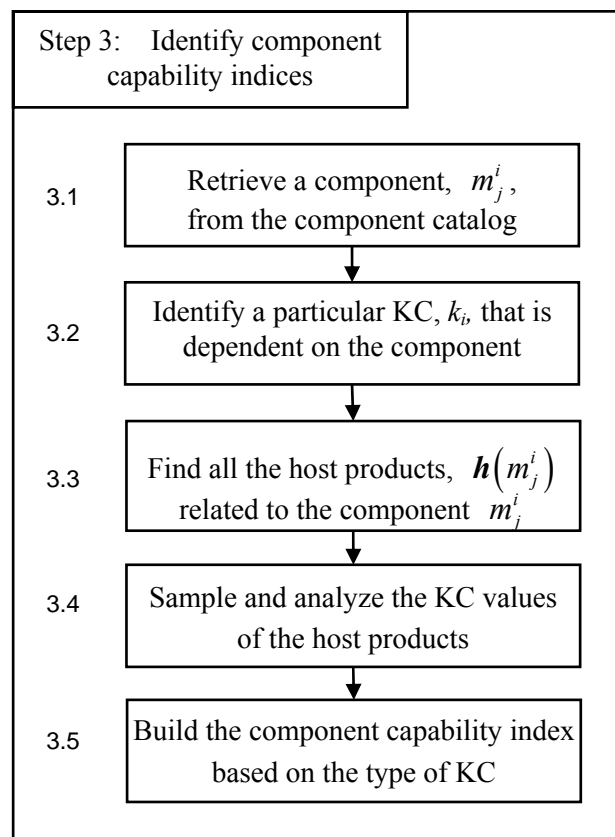 Step 3: Identify component
capability indices
3.1
Retrieve a component, $m_j^i$,
from the component catalog
3.2
Identify a particular KC, $k_i$, that is
dependent on the component
3.3
Find all the host products, $\boldsymbol{h}\left(m_j^i\right)$
related to the component $m_j^i$
3.4
Sample and analyze the KC values
of the host products
3.5
Build the component capability index
based on the type of KC